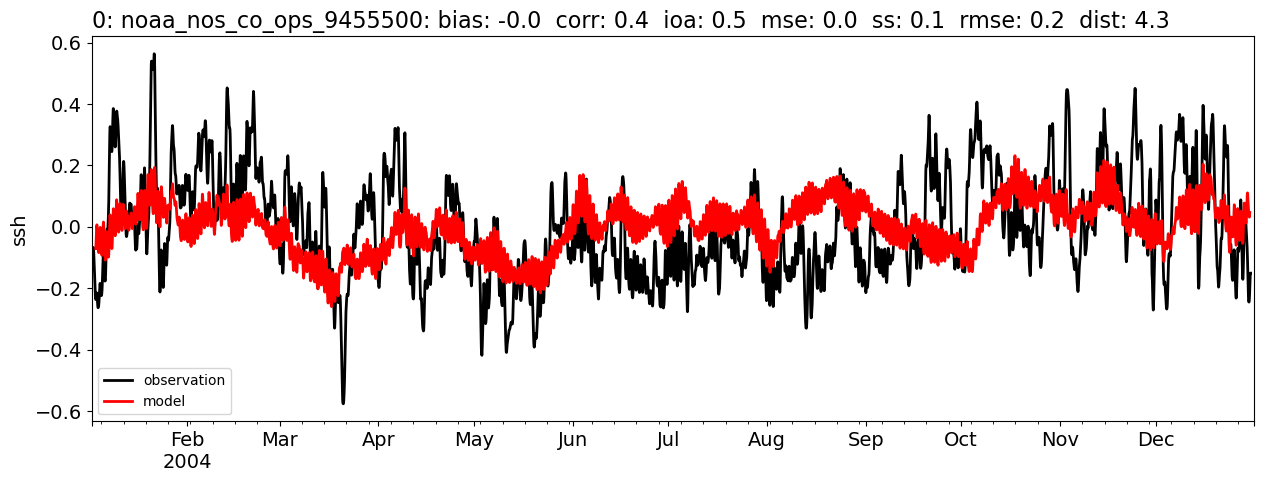 0: noaa_nos_co_ops_9455500: bias: -0.0  corr: 0.4  ioa: 0.5  mse: 0.0  ss: 0.1  rmse: 0.2  dist: 4.3
0.6
0.4
0.2
0.0
−0.2
−0.4
−0.6
ssh
observation
model
Feb Mar Apr May Jun Jul Aug Sep Oct Nov Dec
2004